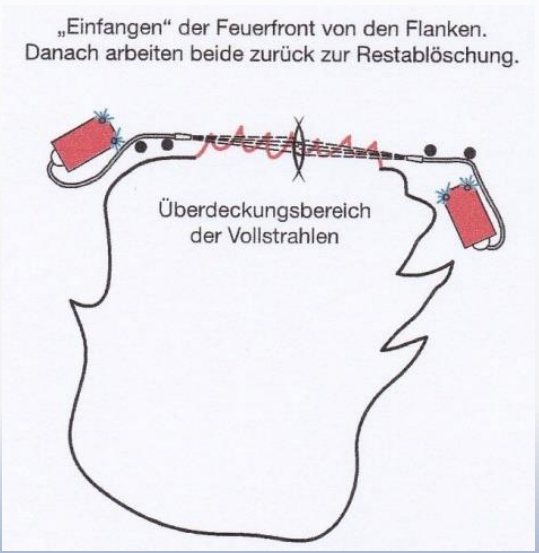 „Einfangen“ der Feuerfront von den Flanken.
Danach arbeiten beide zurück zur Restablöschung.
Überdeckungsbereich
der Vollstrahlen